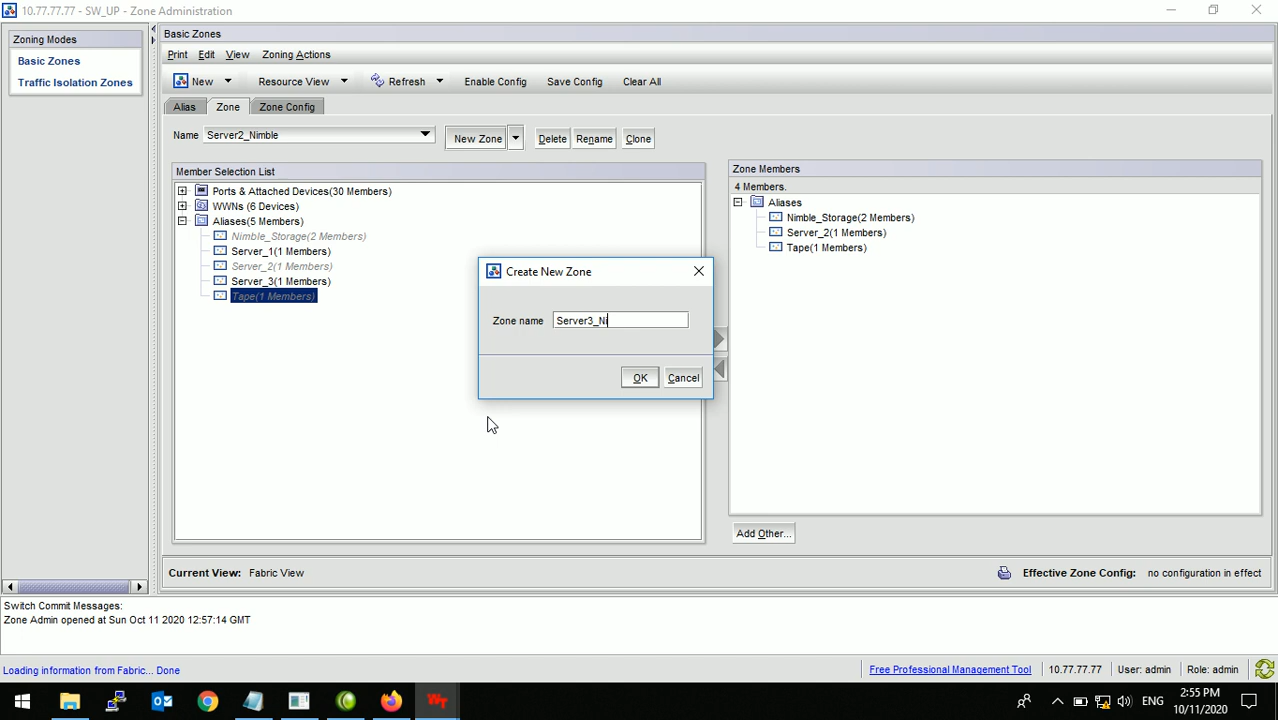 10.77.77.77 - SW_UP - Zone Administration
Zoning Modes
Basic Zones
Traffic Isolation Zones
Basic Zones
Print Edit View Zoning Actions
New Resource View Refresh Enable Config Save Config Clear All
Alias Zone Zone Config
Name Server2_Nimble New Zone Delete Rename Clone
Member Selection List
Ports & Attached Devices(30 Members)
WWNs (6 Devices)
Aliases(5 Members)
Nimble_Storage(2 Members)
Server_1(1 Members)
Server_2(1 Members)
Server_3(1 Members)
Tape(1 Members)
Zone Members
4 Members.
Aliases
Nimble_Storage(2 Members)
Server_2(1 Members)
Tape(1 Members)
Add Other...
Create New Zone
Zone name Server3_Ni
OK Cancel
Current View: Fabric View
Effective Zone Config: no configuration in effect
Switch Commit Messages:
Zone Admin opened at Sun Oct 11 2020 12:57:14 GMT
Loading information from Fabric... Done
Free Professional Management Tool 10.77.77.77 User: admin Role: admin
ENG
2:55 PM
10/11/2020